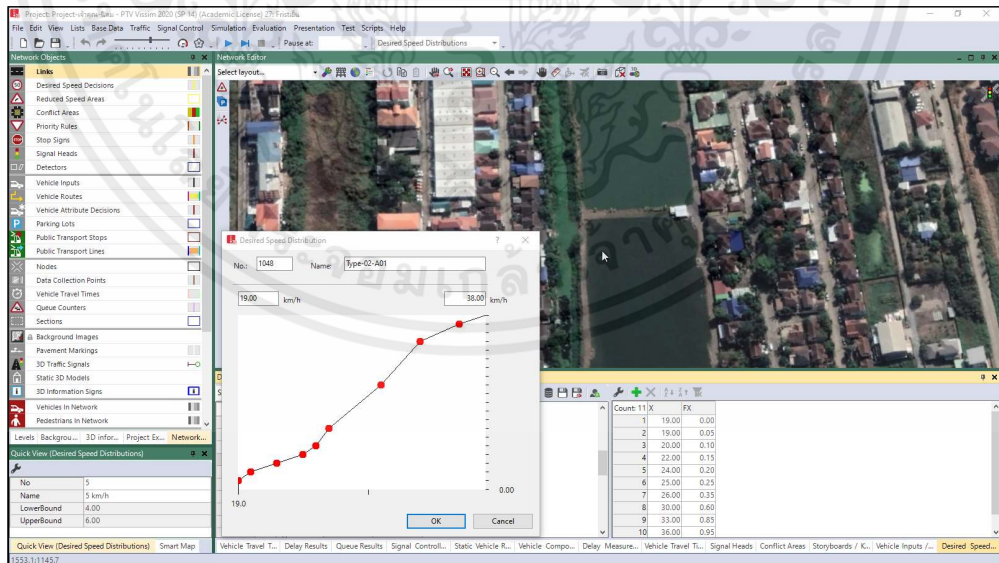 Project: Project-
- PTV Vissim 2020 (SP 14) (Academic License)
File Edit View Lists Base Data Traffic Signal Control Simulation Evaluation Presentation Test Scripts Help
Pause at: Desired Speed Distributions
Network Objects
Network Editor
Select layout...
Links
Desired Speed Decisions
Reduced Speed Areas
Conflict Areas
Priority Rules
Stop Signs
Signal Heads
Detectors
Vehicle Inputs
Vehicle Routes
Vehicle Attribute Decisions
Parking Lots
Public Transport Stops
Public Transport Lines
Nodes
Data Collection Points
Vehicle Travel Times
Queue Counters
Sections
Background Images
Pavement Markings
3D Traffic Signals
Static 3D Models
3D Information Signs
Vehicles In Network
Pedestrians In Network
Levels Backgrou... 3D infor... Project Ex... Network...
Quick View (Desired Speed Distributions)
No 5
Name 5 km/h
LowerBound 4.00
UpperBound 6.00
Quick View (Desired Speed Distributions) Smart Map
1553.1:1145.7
Desired Speed Distribution ? ×
No.: 1048 Name: Type-02-A01
19.00 km/h 38.00 km/h
0.00
19.0
OK Cancel
Count: 11 X FX
1 19.00 0.00
2 19.00 0.05
3 20.00 0.10
4 22.00 0.15
5 24.00 0.20
6 25.00 0.25
7 26.00 0.35
8 30.00 0.60
9 33.00 0.85
10 36.00 0.95
Vehicle Travel T... Delay Results Queue Results Signal Controll... Static Vehicle R... Vehicle Compo... Delay Measure... Vehicle Travel Ti... Signal Heads Conflict Areas Storyboards / K... Vehicle Inputs /... Desired Speed...